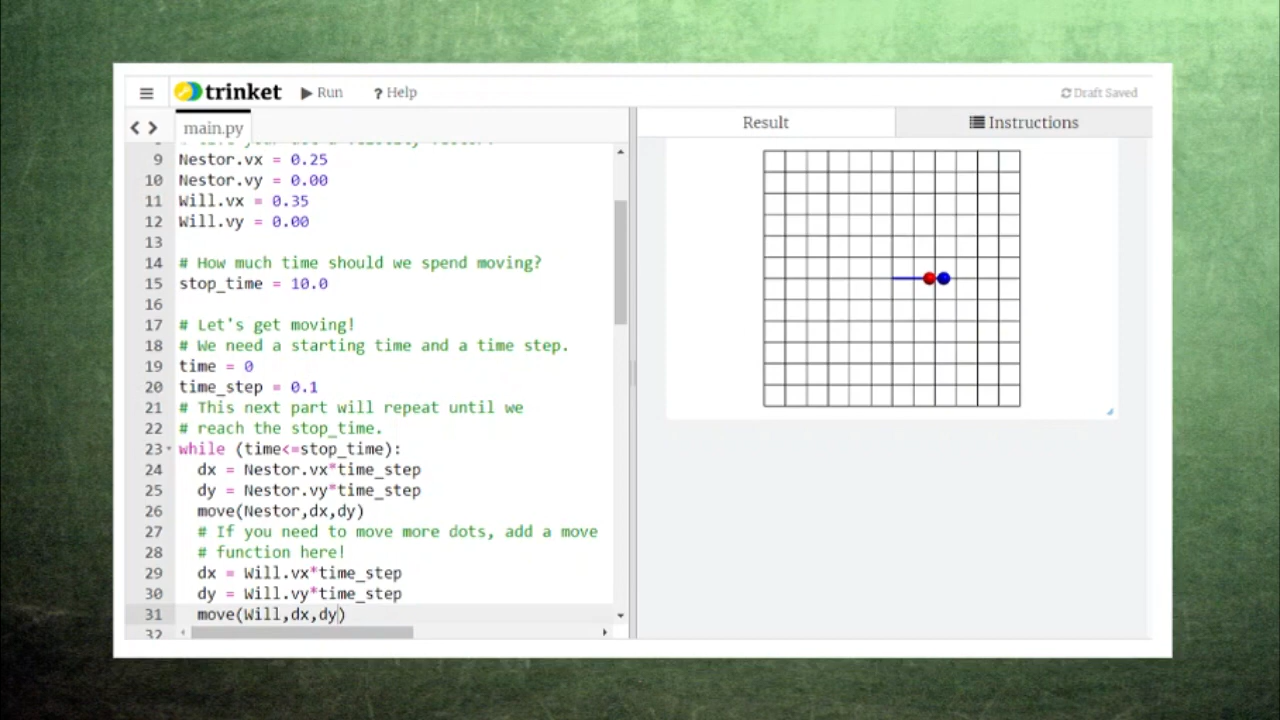 trinket
Run
? Help
Draft Saved
main.py
Result
Instructions
9 Nestor.vx = 0.25
10 Nestor.vy = 0.00
11 Will.vx = 0.35
12 Will.vy = 0.00
13
14 # How much time should we spend moving?
15 stop_time = 10.0
16
17 # Let's get moving!
18 # We need a starting time and a time step.
19 time = 0
20 time_step = 0.1
21 # This next part will repeat until we
22 # reach the stop_time.
23 while (time<=stop_time):
24 dx = Nestor.vx*time_step
25 dy = Nestor.vy*time_step
26 move(Nestor,dx,dy)
27 # If you need to move more dots, add a move
28 # function here!
29 dx = Will.vx*time_step
30 dy = Will.vy*time_step
31 move(Will,dx,dy)
32